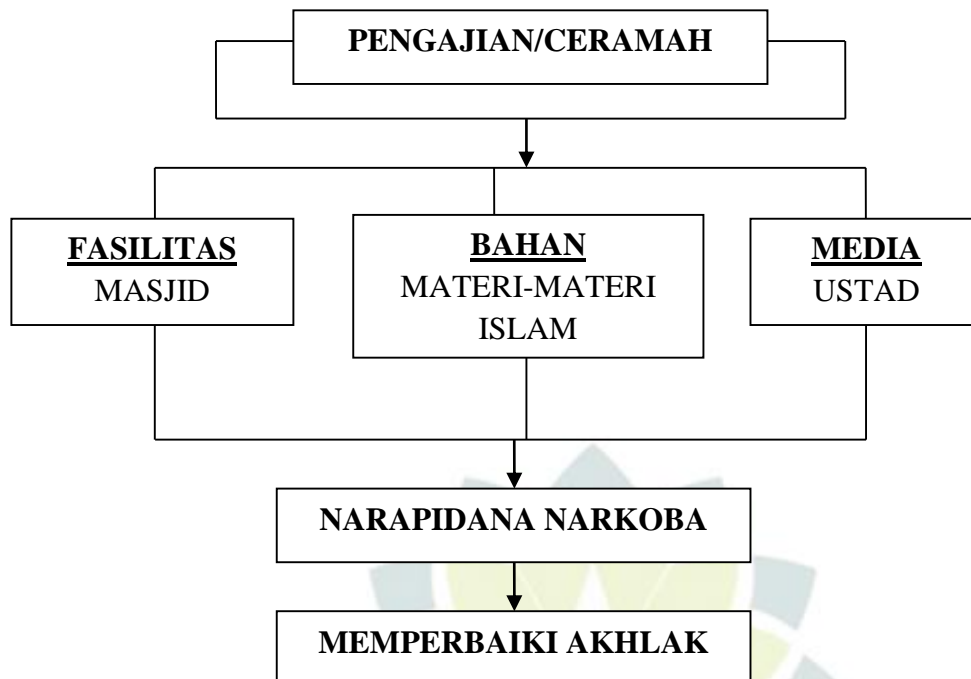 PENGAJIAN/CERAMAH
FASILITAS
MASJID
BAHAN
MATERI-MATERI
ISLAM
MEDIA
USTAD
NARAPIDANA NARKOBA
MEMPERBAIKI AKHLAK